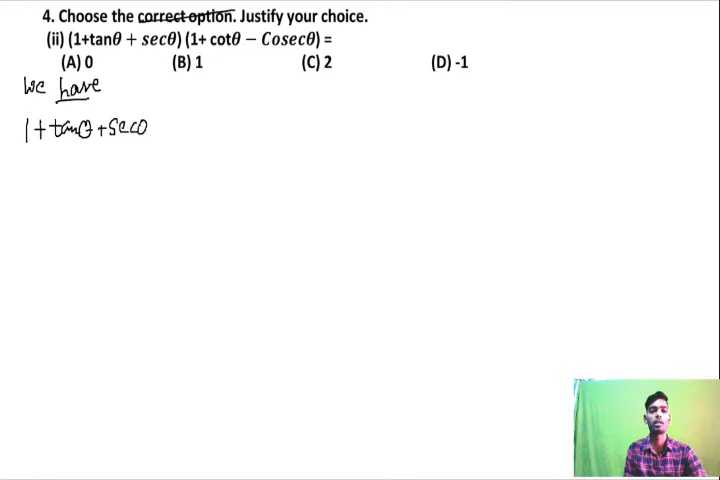 4. Choose the correct option. Justify your choice.
(ii) (1+tanθ + secθ) (1+ cotθ − Cosecθ) =
(A) 0 (B) 1 (C) 2 (D) -1
We have
1+tanθ+secθ